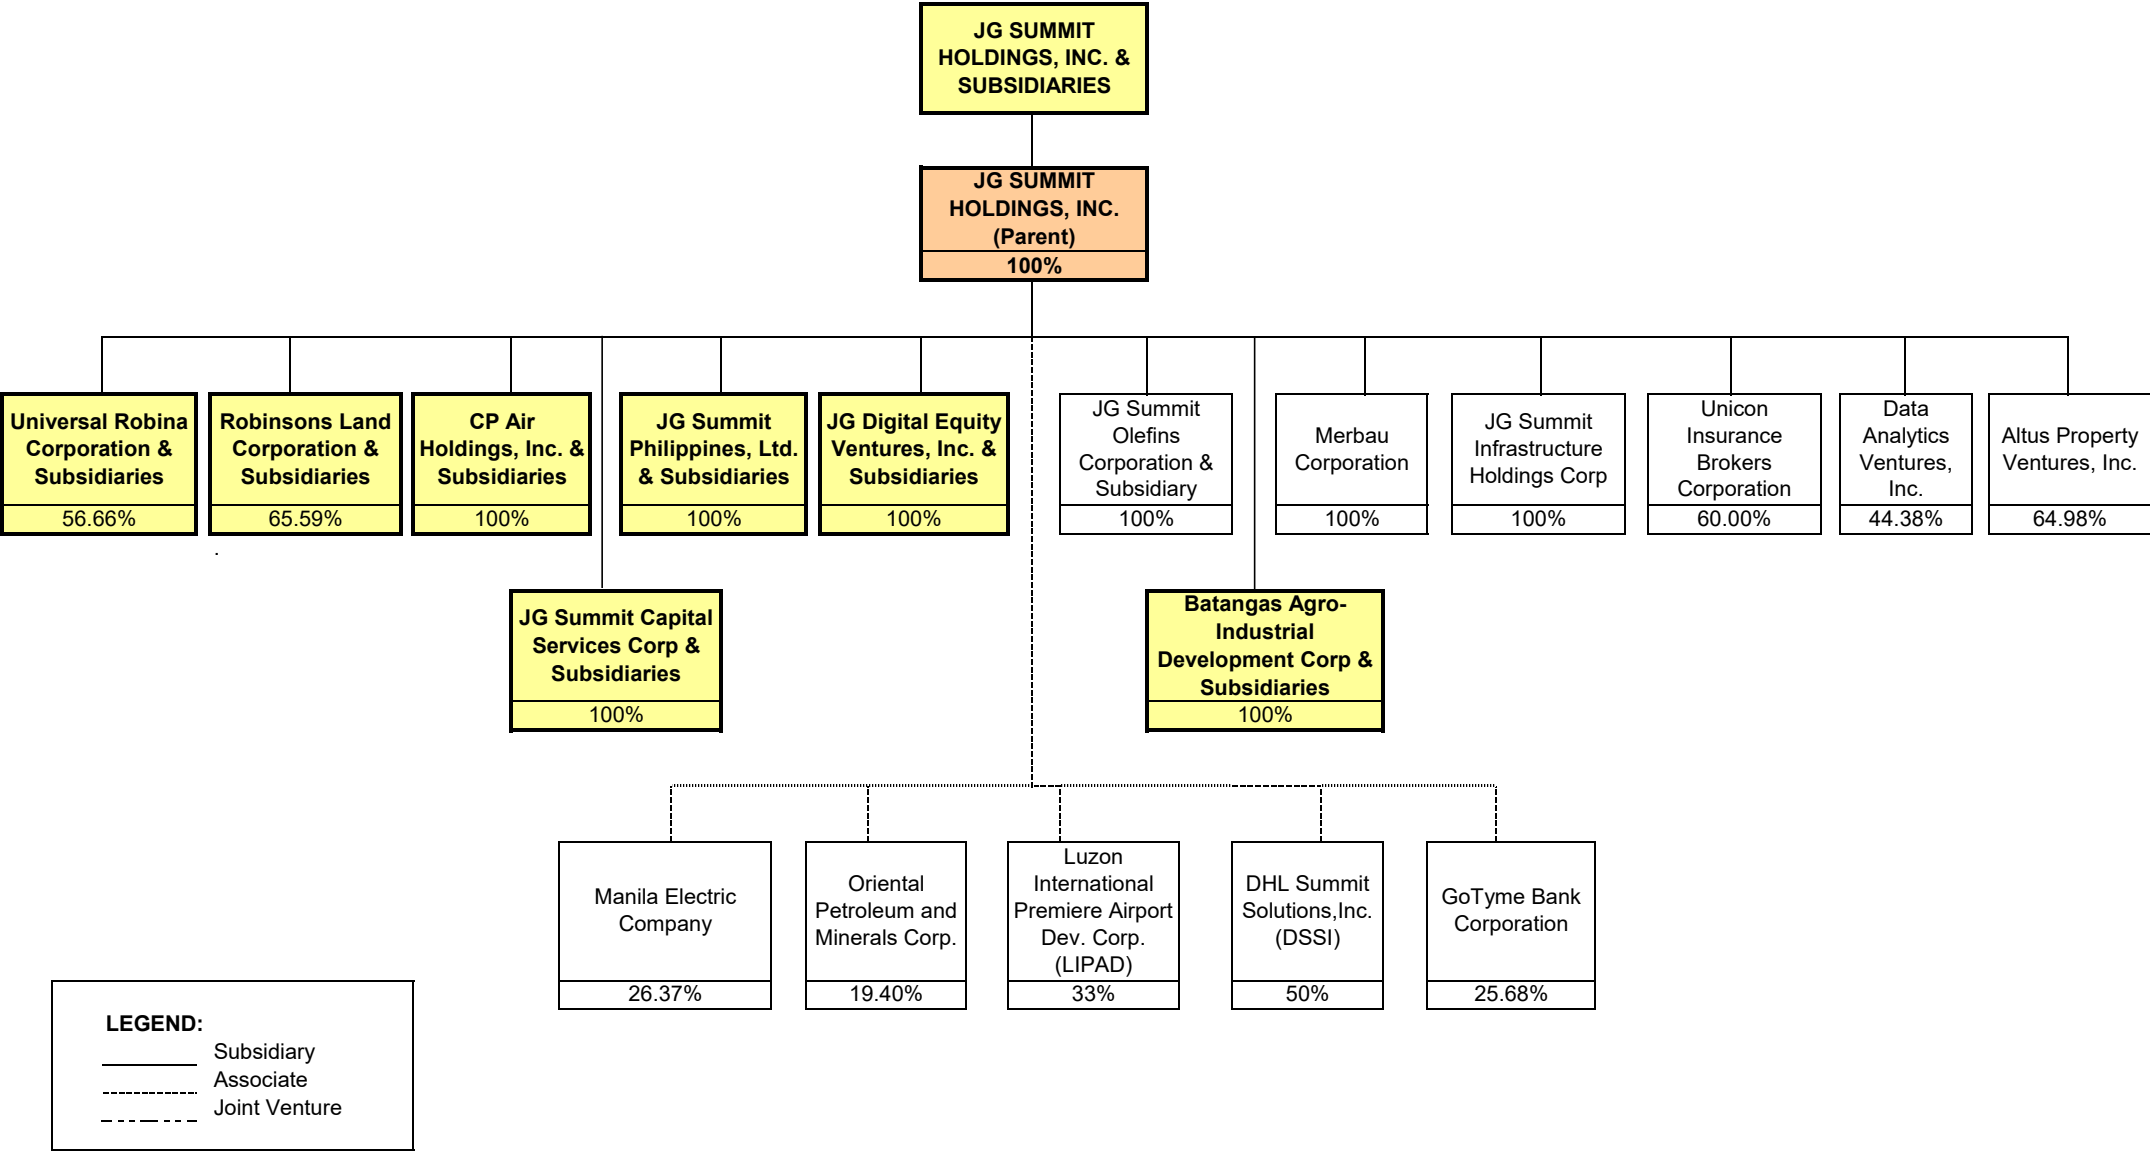 JG SUMMIT
HOLDINGS, INC. &
SUBSIDIARIES
JG SUMMIT
HOLDINGS, INC.
(Parent)
100%
Universal Robina
Corporation &
Subsidiaries
56.66%
Robinsons Land
Corporation &
Subsidiaries
65.59%
CP Air
Holdings, Inc. &
Subsidiaries
100%
JG Summit
Philippines, Ltd.
& Subsidiaries
100%
JG Digital Equity
Ventures, Inc. &
Subsidiaries
100%
JG Summit
Olefins
Corporation &
Subsidiary
100%
Merbau
Corporation
100%
JG Summit
Infrastructure
Holdings Corp
100%
Unicon
Insurance
Brokers
Corporation
60.00%
Data
Analytics
Ventures,
Inc.
44.38%
Altus Property
Ventures, Inc.
64.98%
.
JG Summit Capital
Services Corp &
Subsidiaries
100%
Batangas Agro-
Industrial
Development Corp &
Subsidiaries
100%
Manila Electric
Company
26.37%
Oriental
Petroleum and
Minerals Corp.
19.40%
Luzon
International
Premiere Airport
Dev. Corp.
(LIPAD)
33%
DHL Summit
Solutions,Inc.
(DSSI)
50%
GoTyme Bank
Corporation
25.68%
LEGEND:
Subsidiary
Associate
Joint Venture